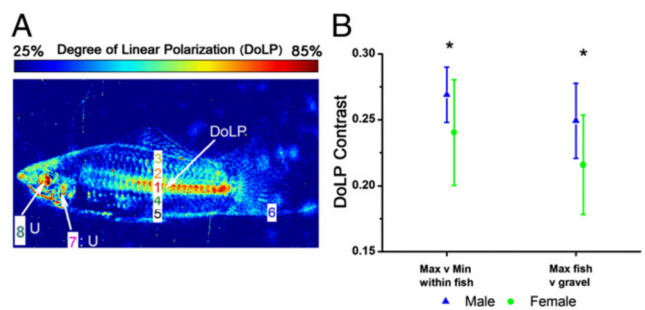 A
25% Degree of Linear Polarization (DoLP) 85%
DoLP
3
2
1
4
5
6
8 U
7 U
B
DoLP Contrast
0.30
0.25
0.20
0.15
*
*
Max v Min
within fish
Max fish
v gravel
Male Female